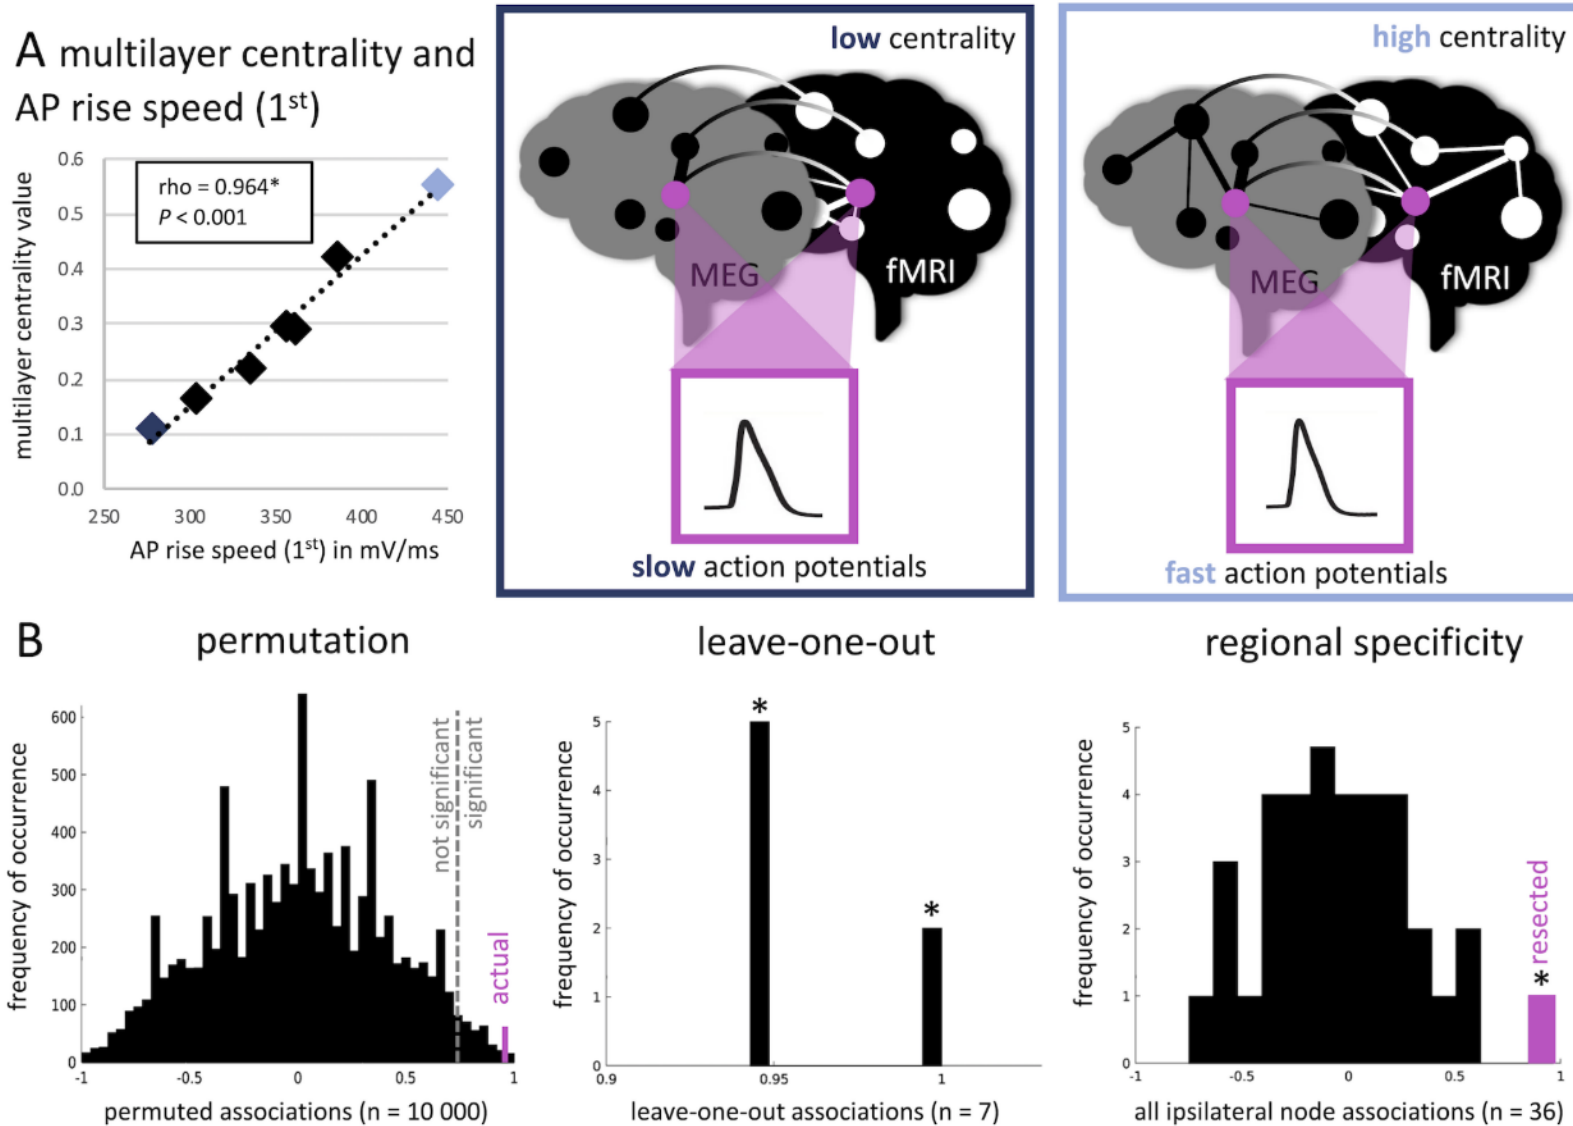 A multilayer centrality and
AP rise speed (1st)
multilayer centrality value
0.6
0.5
0.4
0.3
0.2
0.1
0.0
rho = 0.964*
P < 0.001
250 300 350 400 450
AP rise speed (1st) in mV/ms
low centrality
MEG
fMRI
slow action potentials
high centrality
MEG
fMRI
fast action potentials
B
permutation
frequency of occurrence
600
500
400
300
200
100
0
not significant
significant
actual
-1 -0.5 0 0.5 1
permuted associations (n = 10 000)
leave-one-out
frequency of occurrence
5
4
3
2
1
0
*
*
0.9 0.95 1
leave-one-out associations (n = 7)
regional specificity
frequency of occurrence
5
4
3
2
1
0
* resected
-1 -0.5 0 0.5 1
all ipsilateral node associations (n = 36)